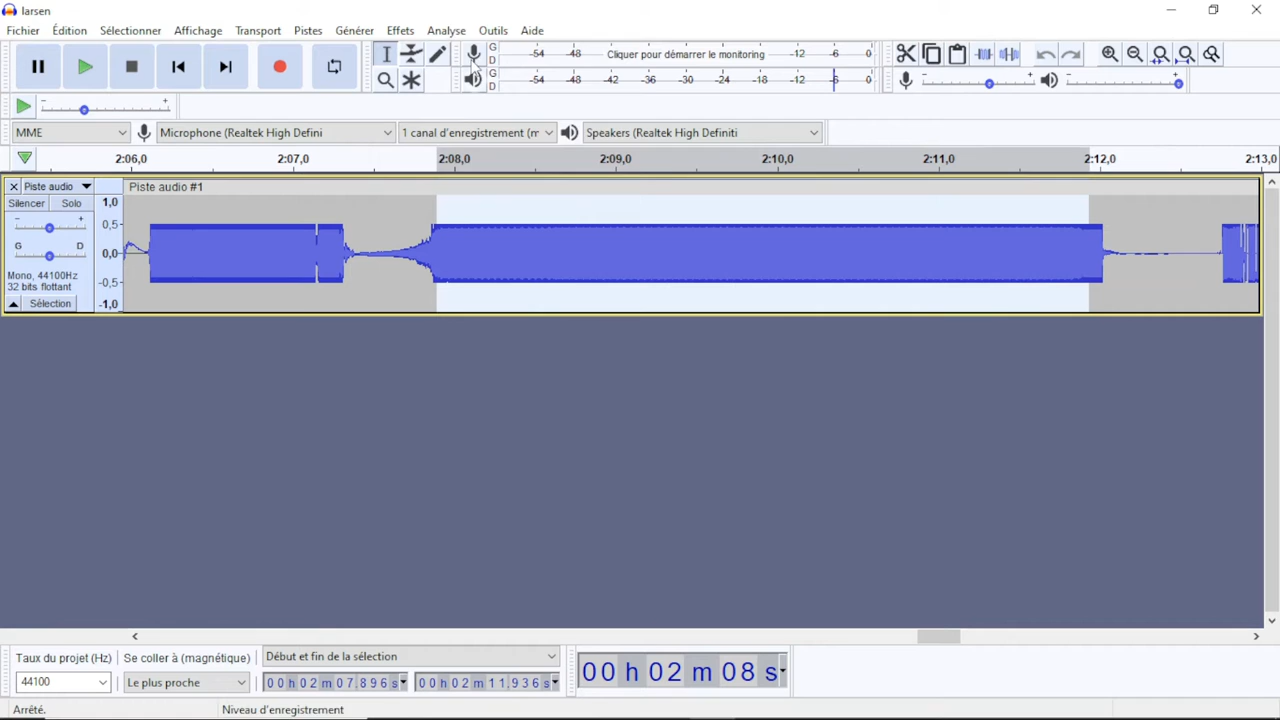 larsen
Fichier Édition Sélectionner Affichage Transport Pistes Générer Effets Analyse Outils Aide
G D -54 -48 Cliquer pour démarrer le monitoring -12 -6 0
G D -54 -48 -42 -36 -30 -24 -18 -12 -6 0
- + - +
- +
MME Microphone (Realtek High Defini 1 canal d'enregistrement (m Speakers (Realtek High Definiti
2:06,0 2:07,0 2:08,0 2:09,0 2:10,0 2:11,0 2:12,0 2:13,0
Piste audio Piste audio #1
Silencer Solo
- +
G D
Mono, 44100Hz
32 bits flottant
Sélection
1,0
0,5
0,0
-0,5
-1,0
Taux du projet (Hz) Se coller à (magnétique) Début et fin de la sélection
44100 Le plus proche 00 h 02 m 07,896 s 00 h 02 m 11,936 s
00 h 02 m 08 s
Arrêté. Niveau d'enregistrement